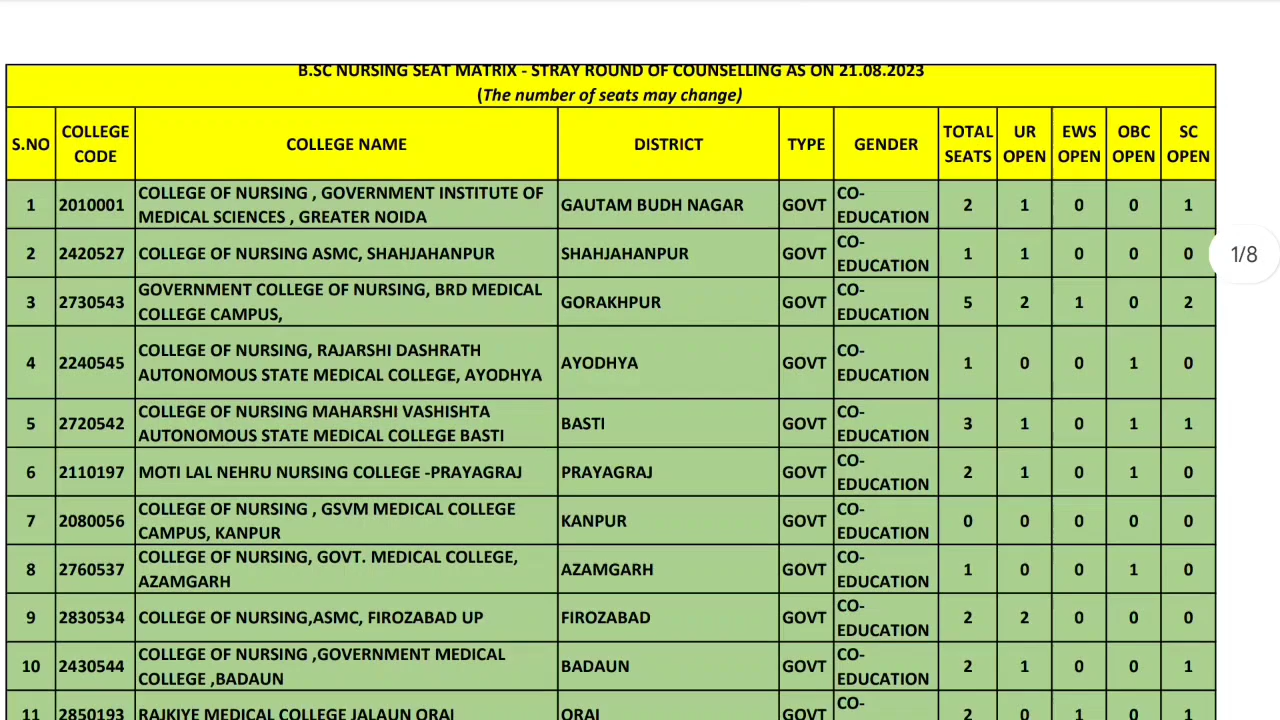 B.SC NURSING SEAT MATRIX - STRAY ROUND OF COUNSELLING AS ON 21.08.2023
(The number of seats may change)
S.NO COLLEGE CODE COLLEGE NAME DISTRICT TYPE GENDER TOTAL SEATS UR OPEN EWS OPEN OBC OPEN SC OPEN
1 2010001 COLLEGE OF NURSING , GOVERNMENT INSTITUTE OF MEDICAL SCIENCES , GREATER NOIDA GAUTAM BUDH NAGAR GOVT CO-EDUCATION 2 1 0 0 1
2 2420527 COLLEGE OF NURSING ASMC, SHAHJAHANPUR SHAHJAHANPUR GOVT CO-EDUCATION 1 1 0 0 0
1/8
3 2730543 GOVERNMENT COLLEGE OF NURSING, BRD MEDICAL COLLEGE CAMPUS, GORAKHPUR GOVT CO-EDUCATION 5 2 1 0 2
4 2240545 COLLEGE OF NURSING, RAJARSHI DASHRATH AUTONOMOUS STATE MEDICAL COLLEGE, AYODHYA AYODHYA GOVT CO-EDUCATION 1 0 0 1 0
5 2720542 COLLEGE OF NURSING MAHARSHI VASHISHTA AUTONOMOUS STATE MEDICAL COLLEGE BASTI BASTI GOVT CO-EDUCATION 3 1 0 1 1
6 2110197 MOTI LAL NEHRU NURSING COLLEGE -PRAYAGRAJ PRAYAGRAJ GOVT CO-EDUCATION 2 1 0 1 0
7 2080056 COLLEGE OF NURSING , GSVM MEDICAL COLLEGE CAMPUS, KANPUR KANPUR GOVT CO-EDUCATION 0 0 0 0 0
8 2760537 COLLEGE OF NURSING, GOVT. MEDICAL COLLEGE, AZAMGARH AZAMGARH GOVT CO-EDUCATION 1 0 0 1 0
9 2830534 COLLEGE OF NURSING,ASMC, FIROZABAD UP FIROZABAD GOVT CO-EDUCATION 2 2 0 0 0
10 2430544 COLLEGE OF NURSING ,GOVERNMENT MEDICAL COLLEGE ,BADAUN BADAUN GOVT CO-EDUCATION 2 1 0 0 1
11 2850193 RAJKIYE MEDICAL COLLEGE JALAUN ORAI ORAI GOVT CO- 2 0 1 0 1